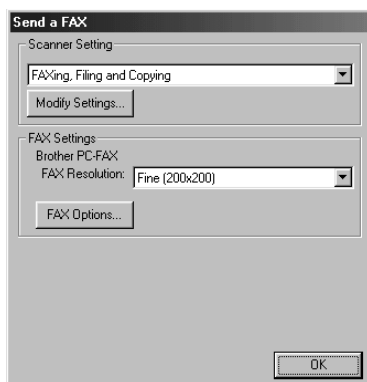 Send a FAX
Scanner Setting
FAXing, Filing and Copying
Modify Settings...
FAX Settings
Brother PC-FAX
FAX Resolution: Fine (200x200)
FAX Options...
OK